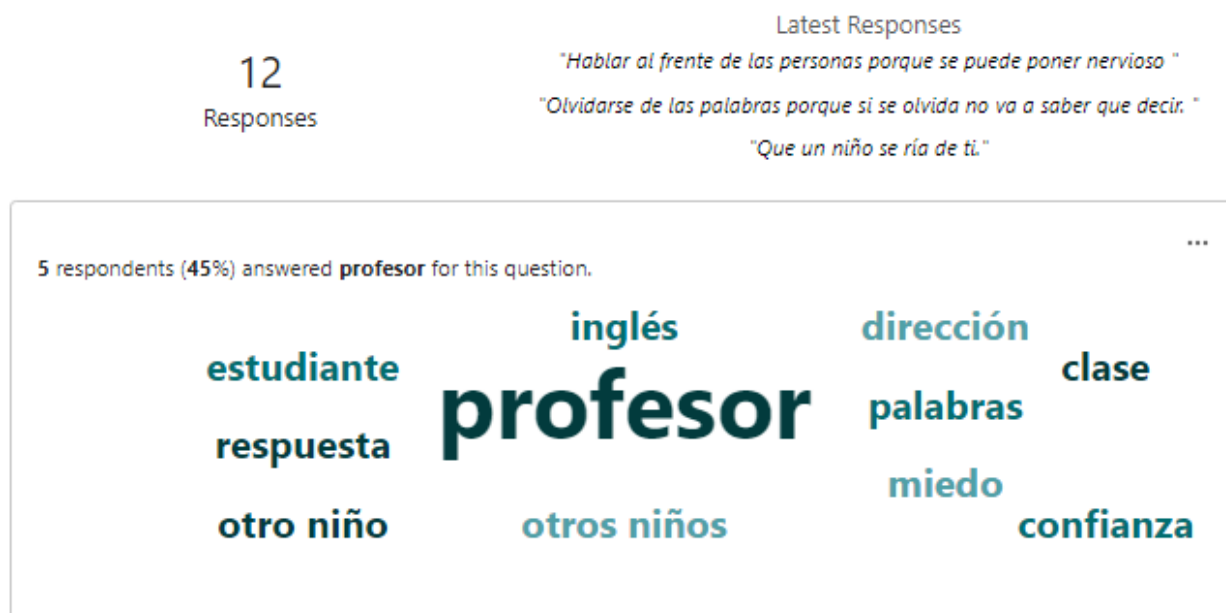 12
Responses
Latest Responses
"Hablar al frente de las personas porque se puede poner nervioso "
"Olvidarse de las palabras porque si se olvida no va a saber que decir. "
"Que un niño se ría de ti."
...
5 respondents (45%) answered profesor for this question.
inglés
dirección
estudiante
clase
profesor
palabras
respuesta
miedo
otro niño
otros niños
confianza